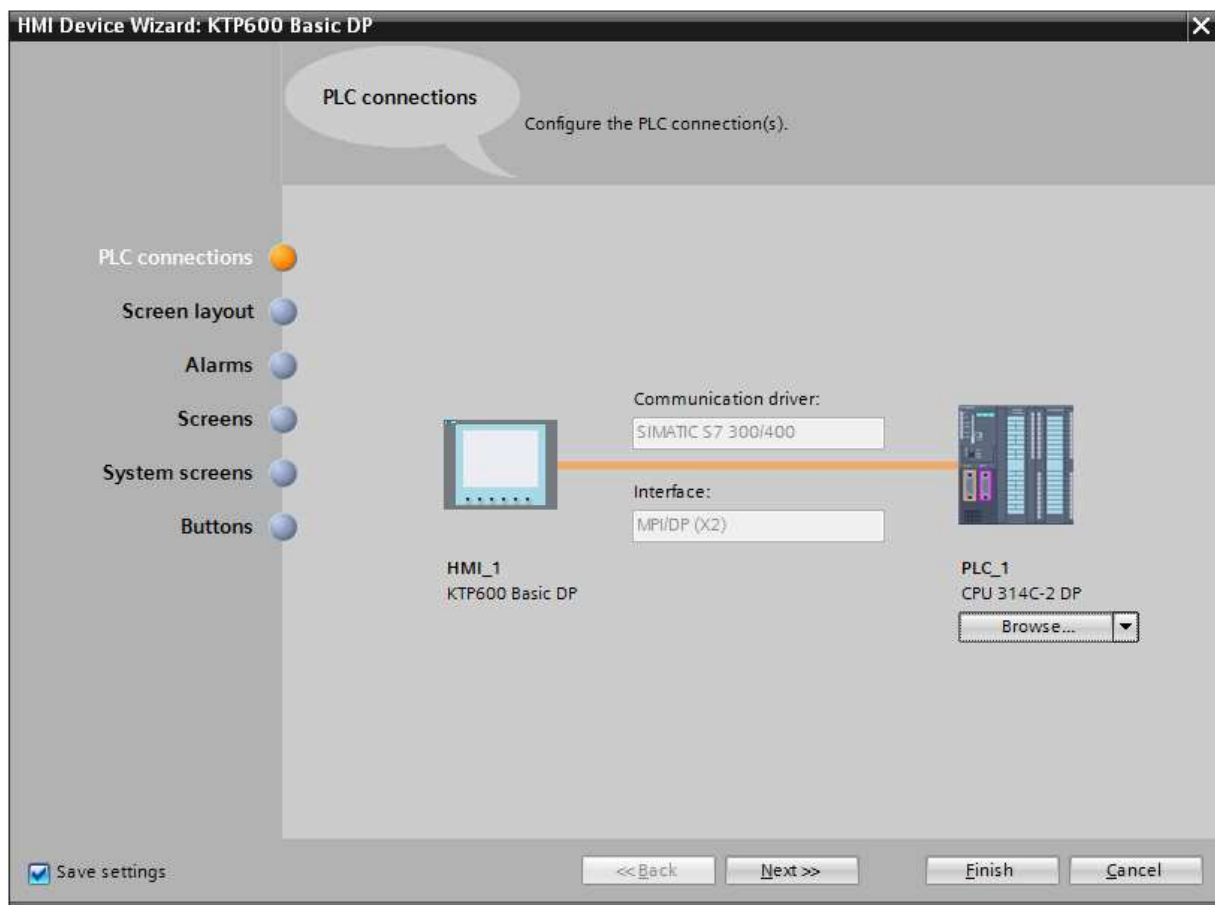 HMI Device Wizard: KTP600 Basic DP
PLC connections
Configure the PLC connection(s).
PLC connections
Screen layout
Alarms
Screens
System screens
Buttons
Communication driver:
SIMATIC S7 300/400
Interface:
MPI/DP (X2)
HMI_1
KTP600 Basic DP
PLC_1
CPU 314C-2 DP
Browse...
Save settings
<< Back
Next >>
Finish
Cancel